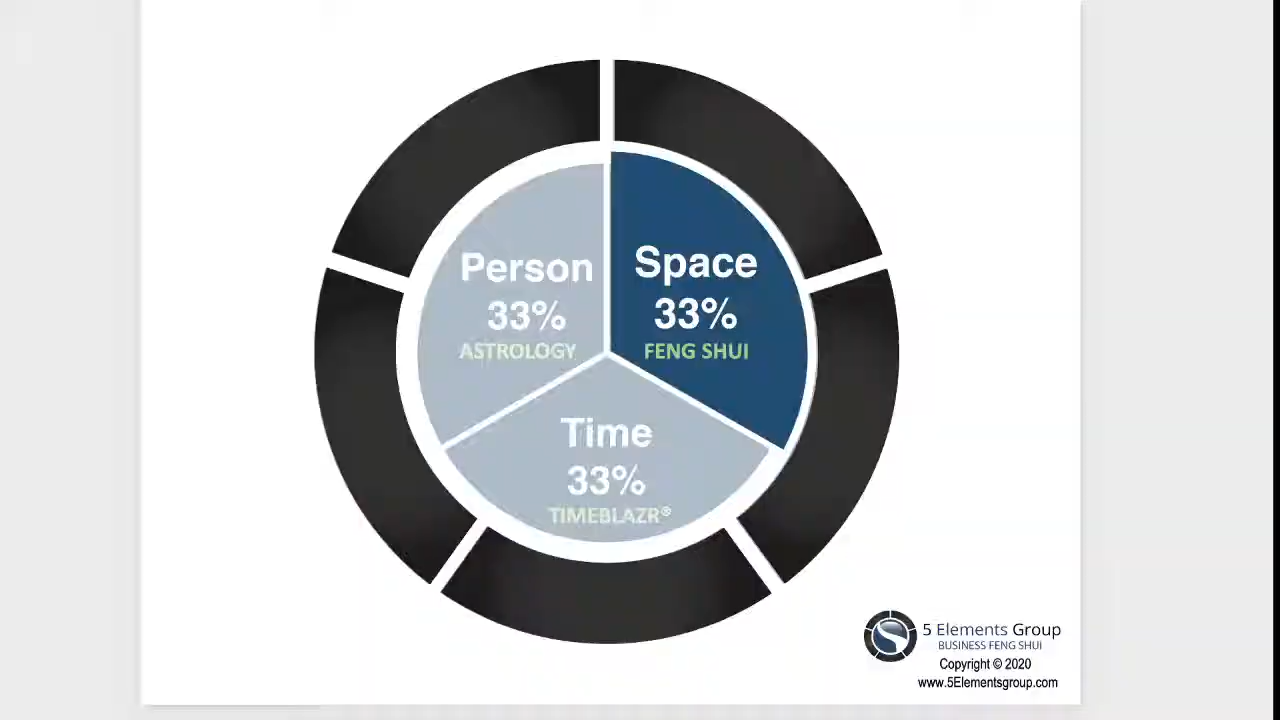 Person
33%
ASTROLOGY
Space
33%
FENG SHUI
Time
33%
TIMEBLAZR®
5 Elements Group
BUSINESS FENG SHUI
Copyright © 2020
www.5Elementsgroup.com